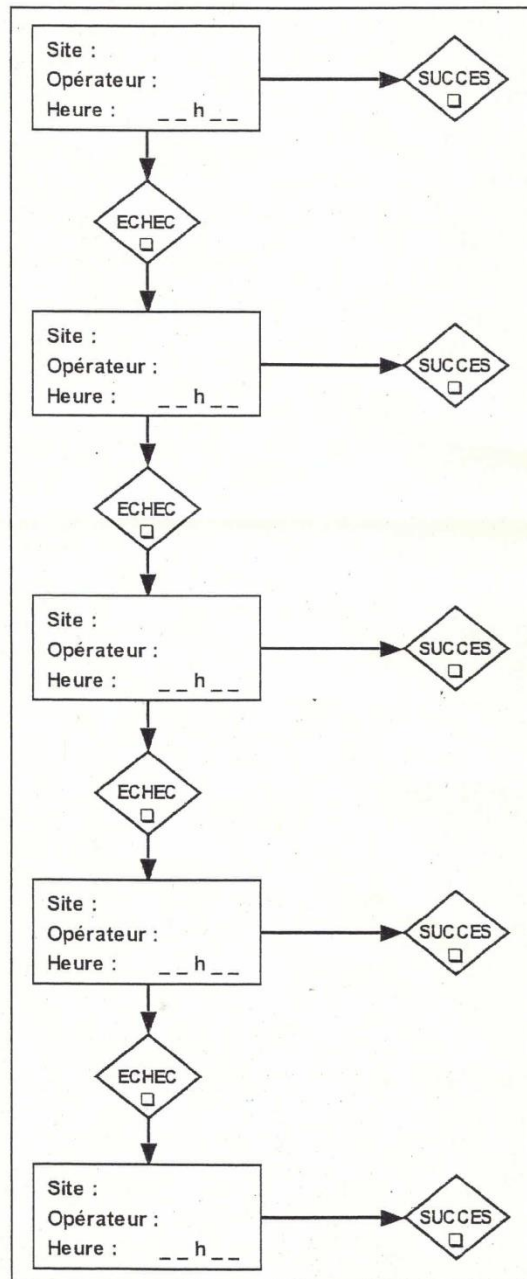 Site :
Opérateur :
Heure : _ _ h _ _
SUCCES
❑
ECHEC
❑
Site :
Opérateur :
Heure : _ _ h _ _
SUCCES
❑
ECHEC
❑
Site :
Opérateur :
Heure : _ _ h _ _
SUCCES
❑
ECHEC
❑
Site :
Opérateur :
Heure : _ _ h _ _
SUCCES
❑
ECHEC
❑
Site :
Opérateur :
Heure : _ _ h _ _
SUCCES
❑